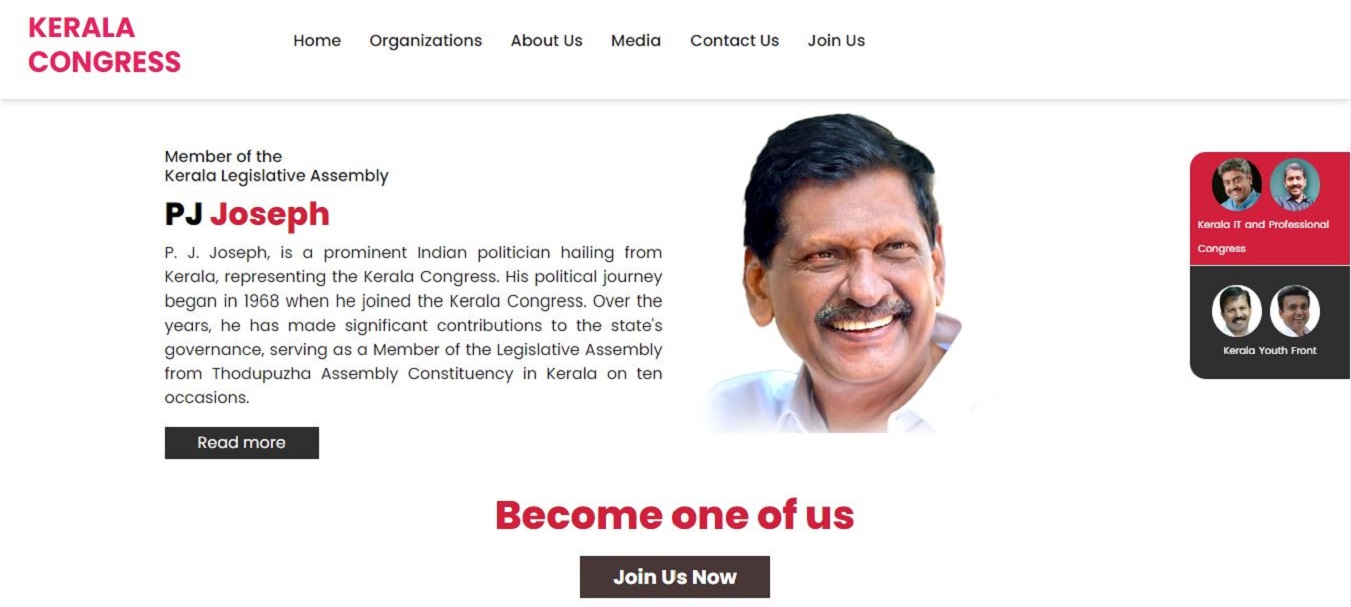 KERALA
CONGRESS
Home Organizations About Us Media Contact Us Join Us
Member of the
Kerala Legislative Assembly
PJ Joseph
P. J. Joseph, is a prominent Indian politician hailing from
Kerala, representing the Kerala Congress. His political journey
began in 1968 when he joined the Kerala Congress. Over the
years, he has made significant contributions to the state's
governance, serving as a Member of the Legislative Assembly
from Thodupuzha Assembly Constituency in Kerala on ten
occasions.
Read more
Kerala IT and Professional
Congress
Kerala Youth Front
Become one of us
Join Us Now